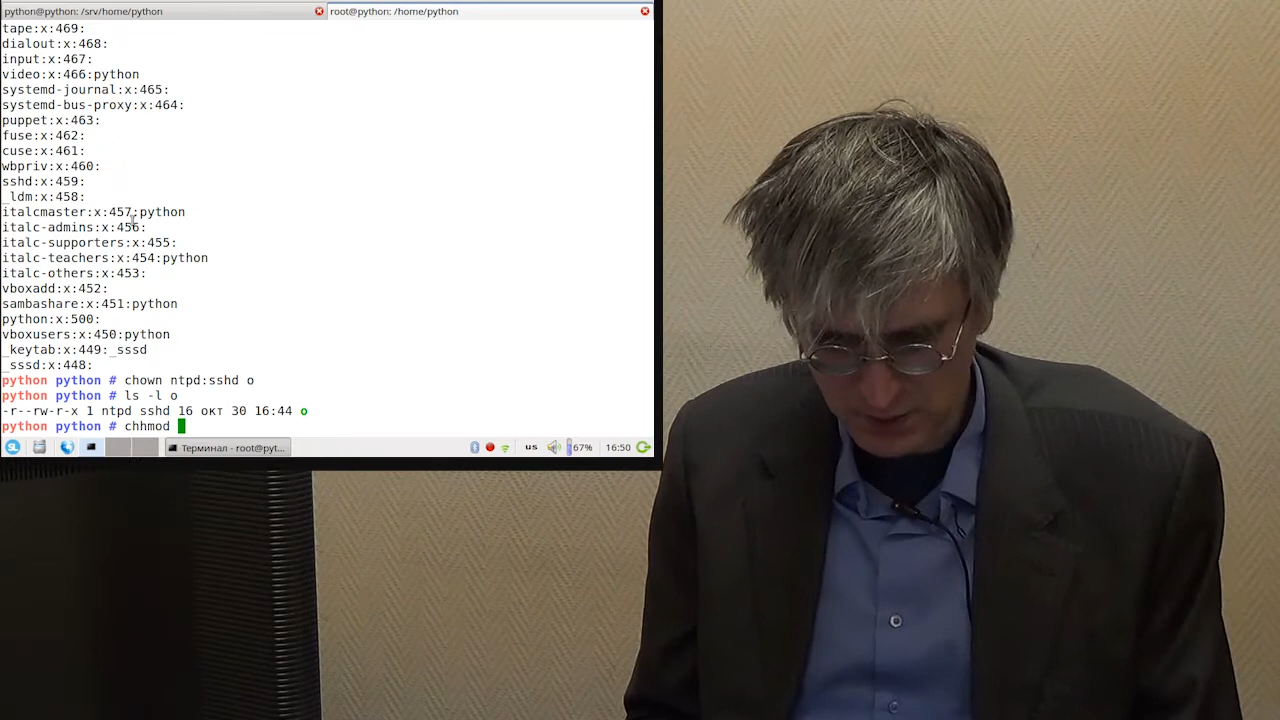 python@python: /srv/home/python
root@python: /home/python
tape:x:469:
dialout:x:468:
input:x:467:
video:x:466:python
systemd-journal:x:465:
systemd-bus-proxy:x:464:
puppet:x:463:
fuse:x:462:
cuse:x:461:
wbpriv:x:460:
sshd:x:459:
_ldm:x:458:
italcmaster:x:457:python
italc-admins:x:456:
italc-supporters:x:455:
italc-teachers:x:454:python
italc-others:x:453:
vboxadd:x:452:
sambashare:x:451:python
python:x:500:
vboxusers:x:450:python
_keytab:x:449:_sssd
_sssd:x:448:
python python # chown ntpd:sshd o
python python # ls -l o
-r--rw-r-x 1 ntpd sshd 16 окт 30 16:44 o
python python # chhmod
SL
Терминал - root@pyt...
us
67%
16:50